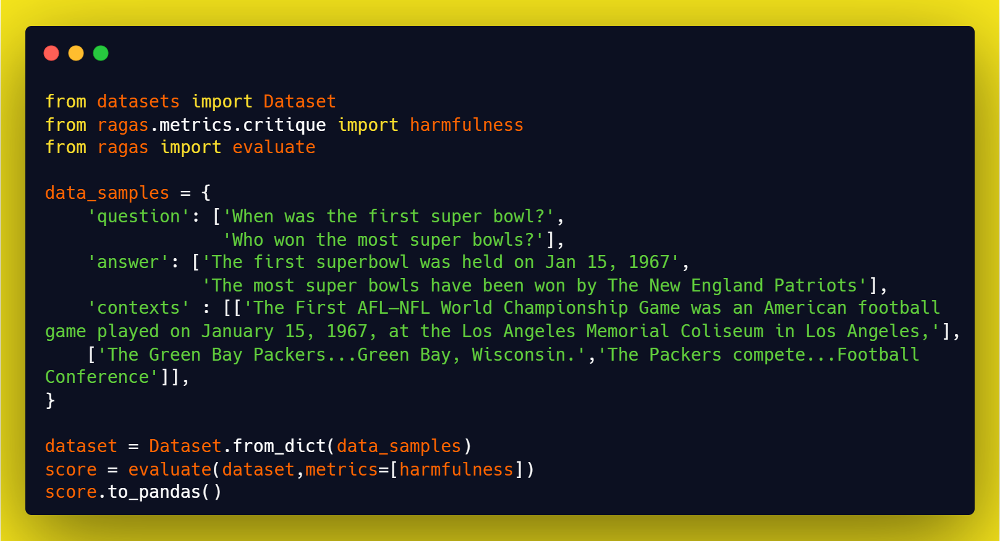 from datasets import Dataset
from ragas.metrics.critique import harmfulness
from ragas import evaluate

data_samples = {
    'question': ['When was the first super bowl?',
                 'Who won the most super bowls?'],
    'answer': ['The first superbowl was held on Jan 15, 1967',
               'The most super bowls have been won by The New England Patriots'],
    'contexts' : [['The First AFL–NFL World Championship Game was an American football
game played on January 15, 1967, at the Los Angeles Memorial Coliseum in Los Angeles,'],
    ['The Green Bay Packers...Green Bay, Wisconsin.','The Packers compete...Football
Conference']],
}

dataset = Dataset.from_dict(data_samples)
score = evaluate(dataset,metrics=[harmfulness])
score.to_pandas()